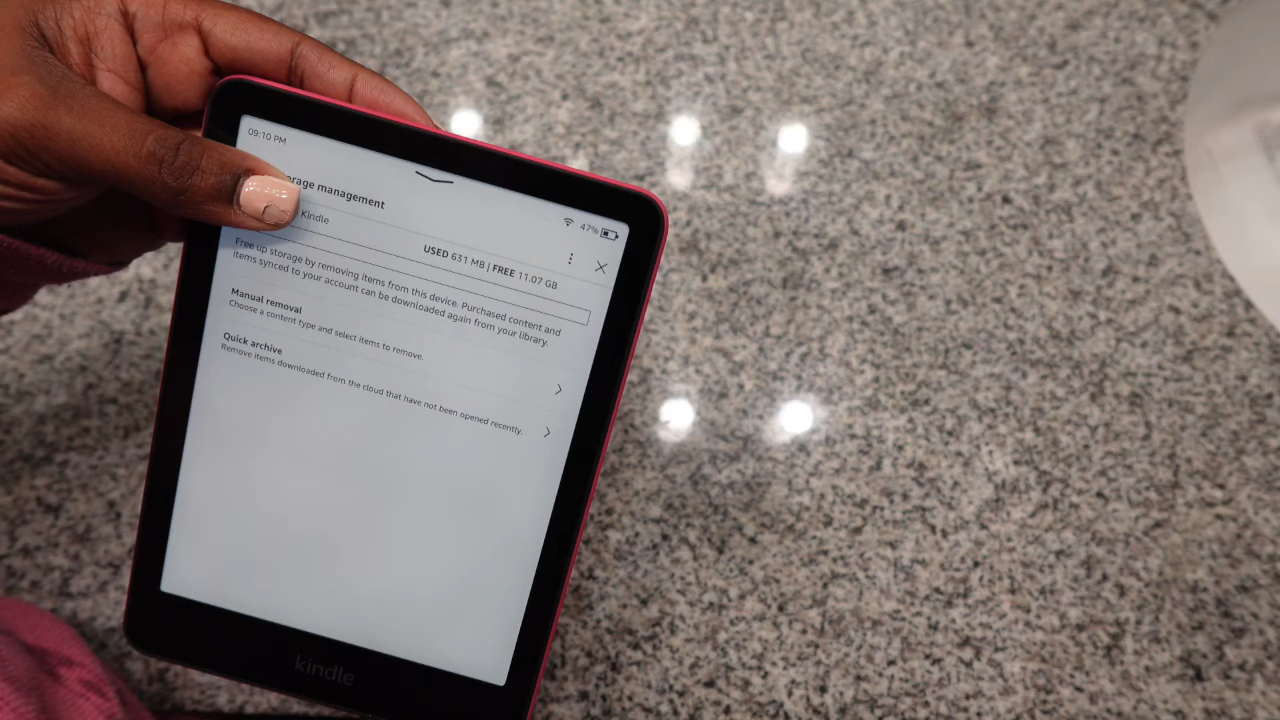 09:10 PM
47%
orage management
Kindle
USED 631 MB | FREE 11.07 GB
Free up storage by removing items from this device. Purchased content and
items synced to your account can be downloaded again from your library.
Manual removal
Choose a content type and select items to remove.
Quick archive
Remove items downloaded from the cloud that have not been opened recently.
kindle